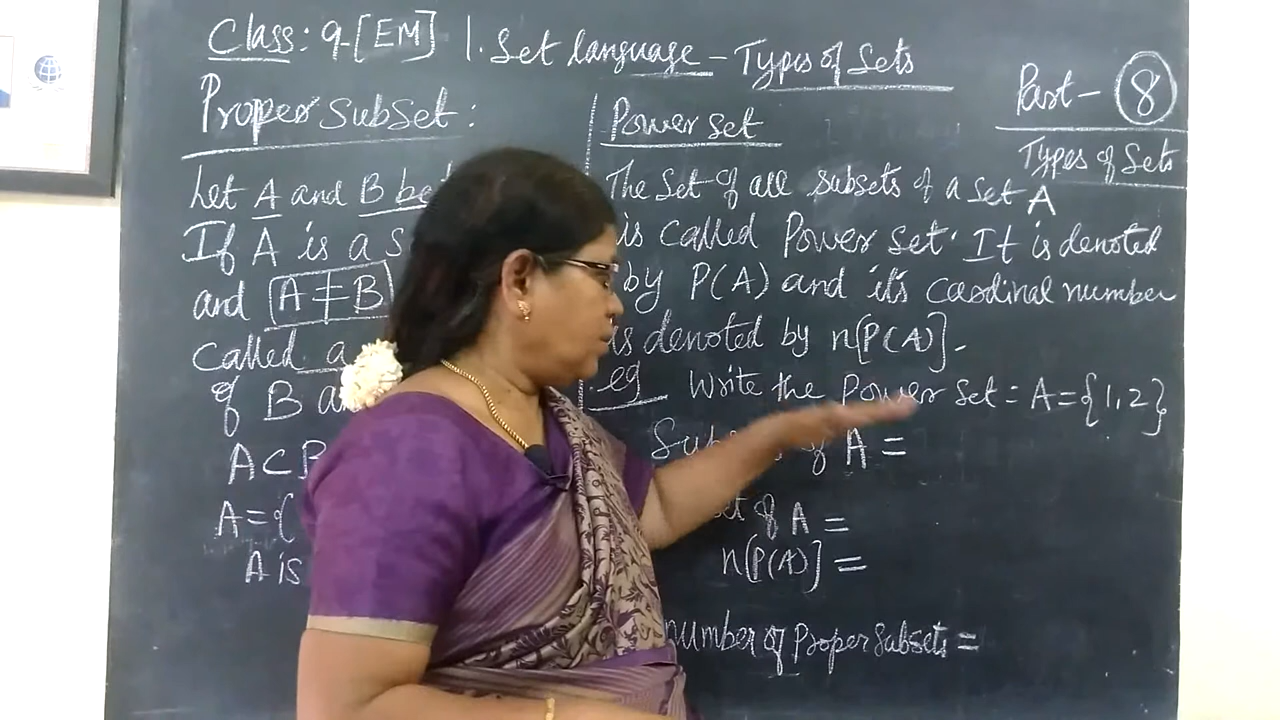 Class: 9-[EM] 1. Set language - Types of Sets
Part- 8
Types of Sets
Proper SubSet:
Let A and B be
If A is a S
and A ≠ B
called a
of B
A⊂B
A={
A is
Power set
The Set of all subsets of a set A
is called Power set. It is denoted
by P(A) and it's cardinal number
is denoted by n[P(A)].
eg Write the Power set = A={1,2}
of A =
of A =
n[P(A)] =
number of Proper Subsets =